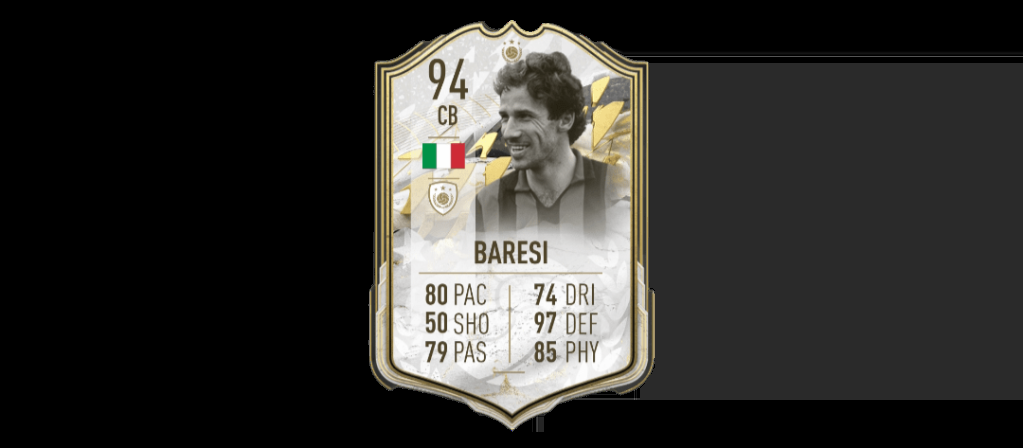 94
CB
BARESI
80 PAC
74 DRI
50 SHO
97 DEF
79 PAS
85 PHY